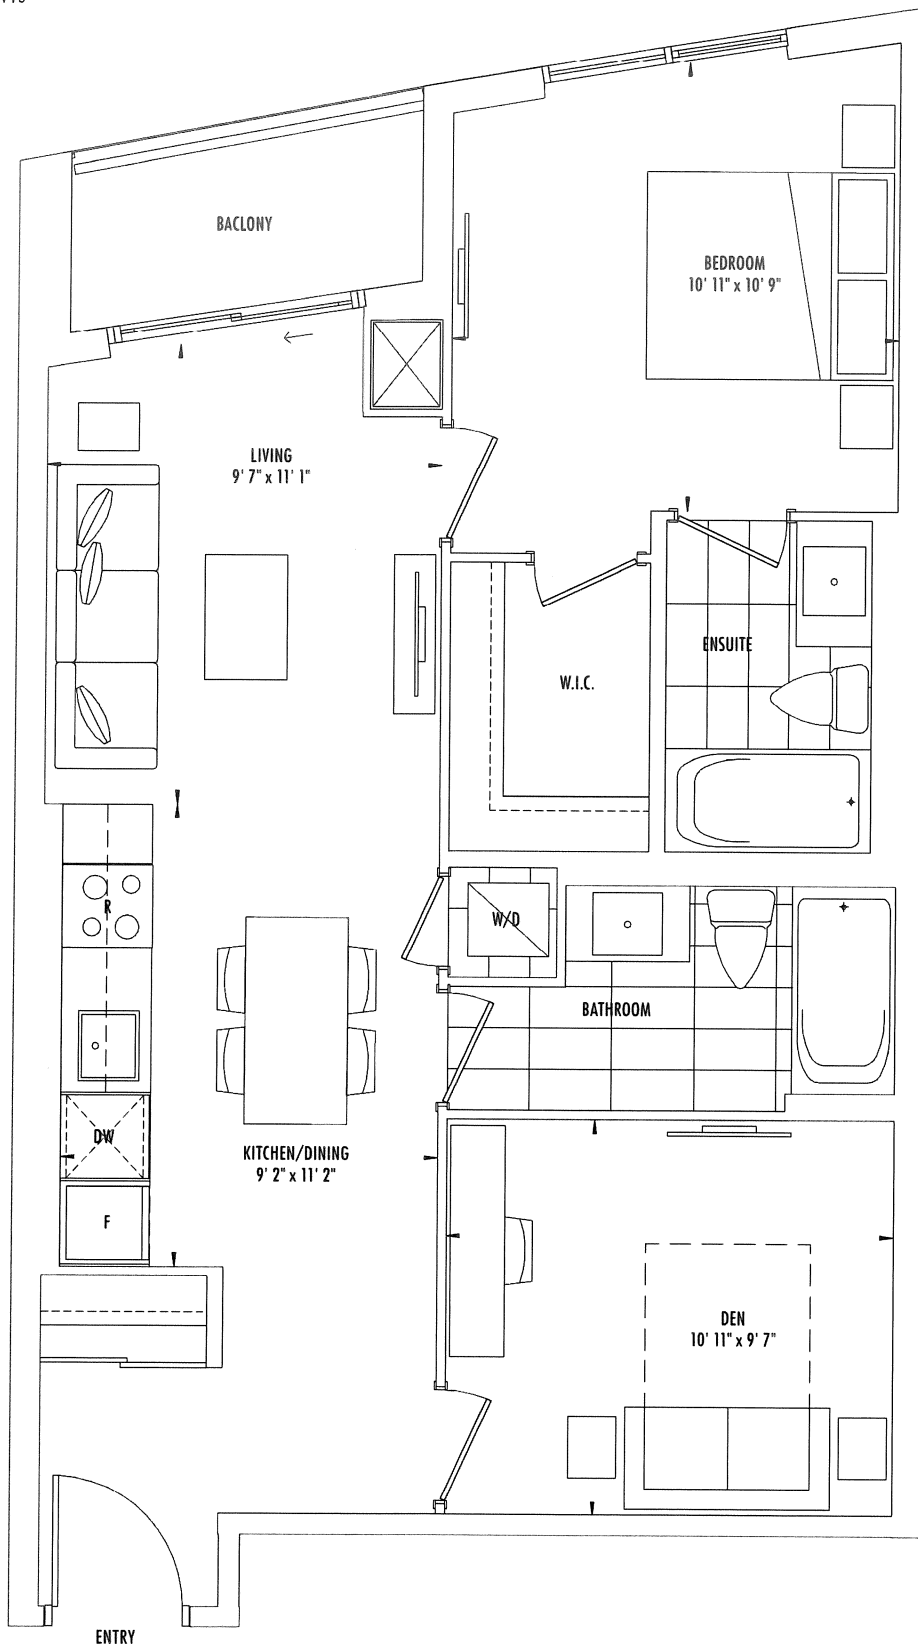 BACLONY
BEDROOM
10' 11" x 10' 9"
LIVING
9' 7" x 11' 1"
ENSUITE
W.I.C.
R
W/D
BATHROOM
DW
KITCHEN/DINING
9' 2" x 11' 2"
F
DEN
10' 11" x 9' 7"
ENTRY